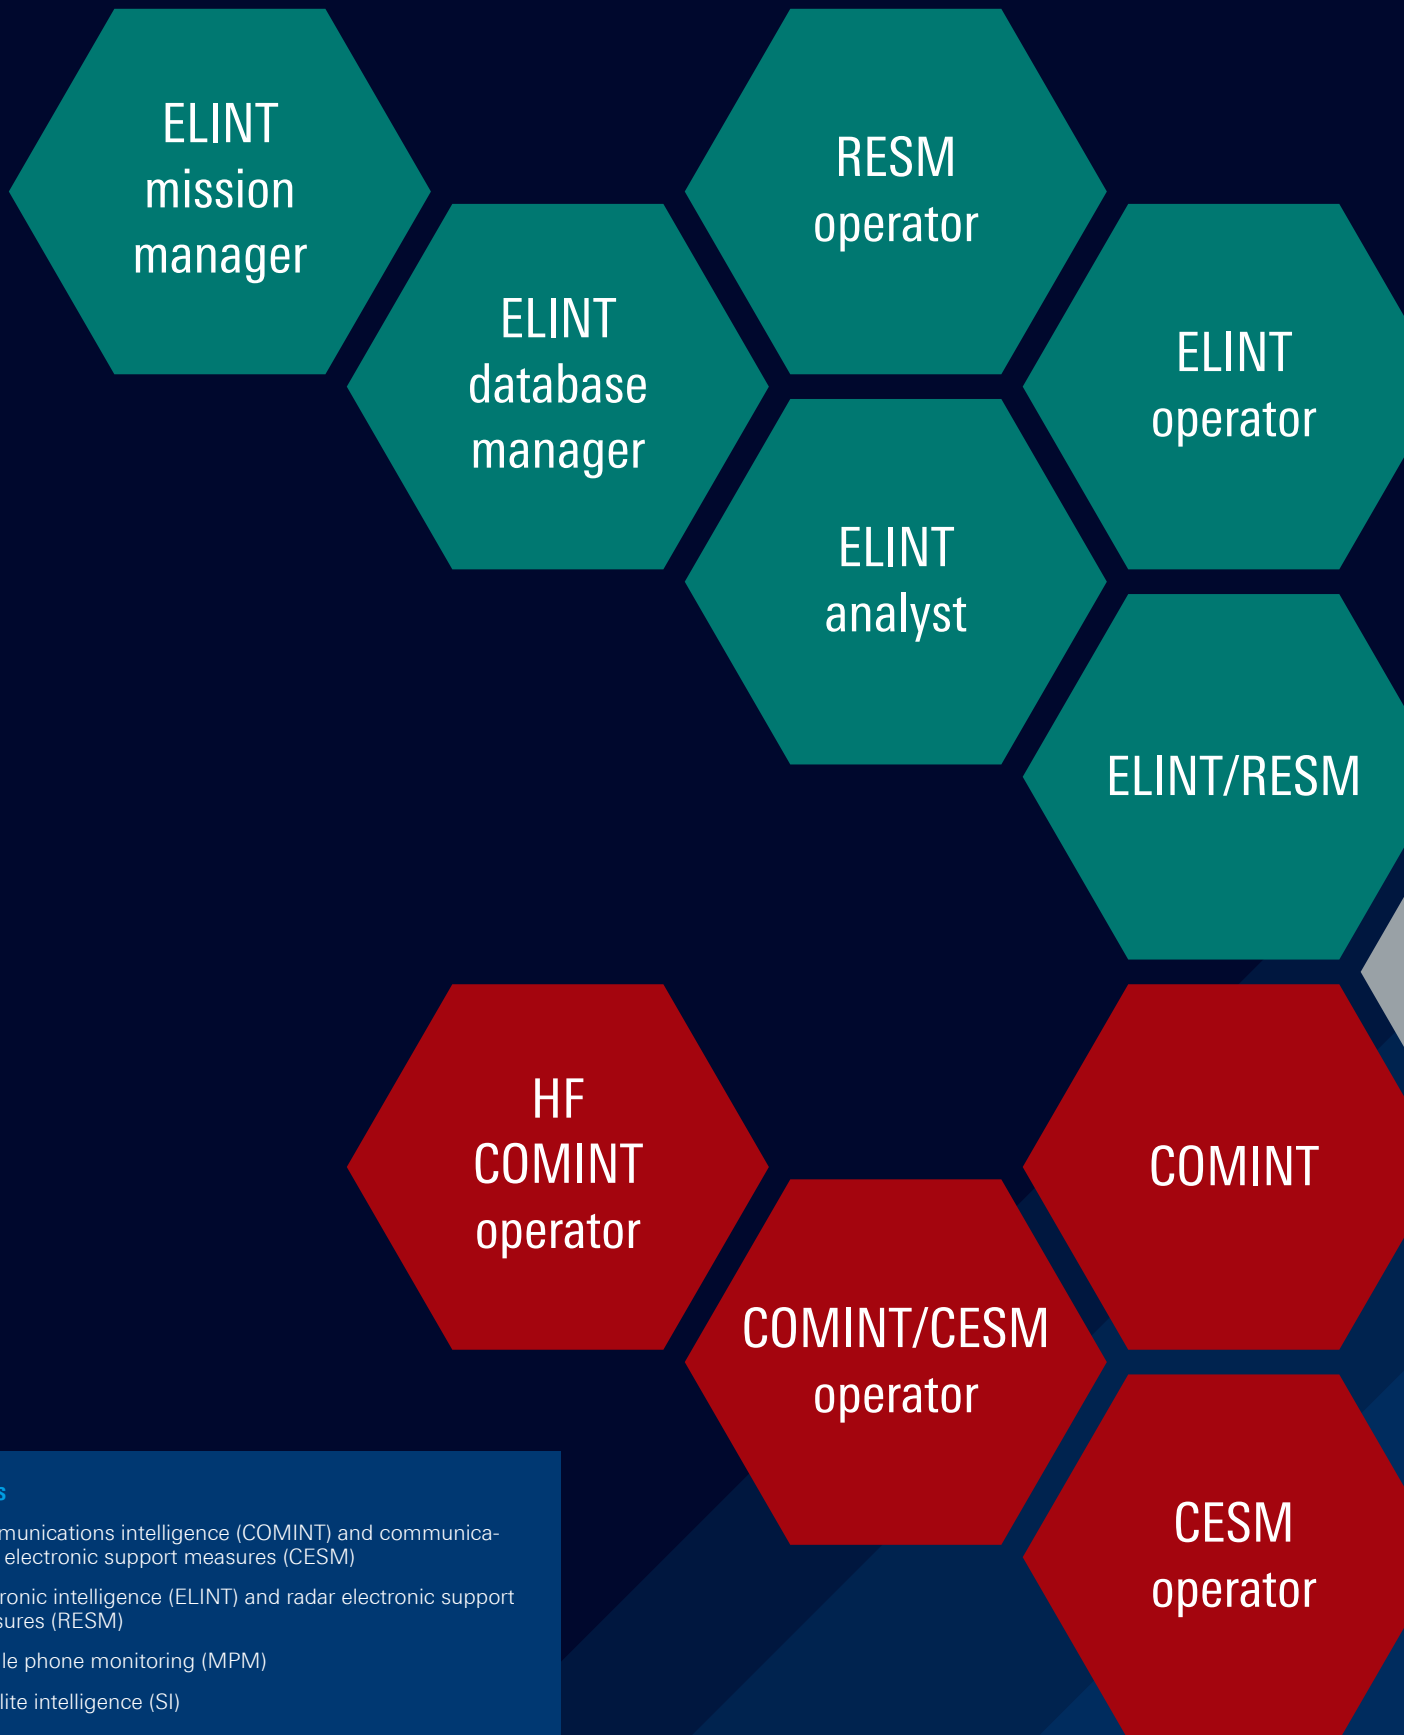 ELINT
mission
manager
RESM
operator
ELINT
database
manager
ELINT
operator
ELINT
analyst
ELINT/RESM
HF
COMINT
operator
COMINT
COMINT/CESM
operator
CESM
operator
s
munications intelligence (COMINT) and communica-
electronic support measures (CESM)
ronic intelligence (ELINT) and radar electronic support
sures (RESM)
le phone monitoring (MPM)
lite intelligence (SI)